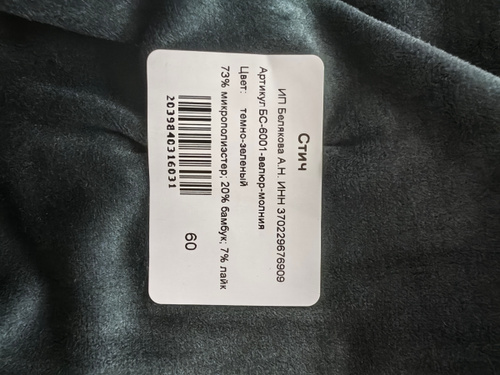 Стич
ИП Белякова А.Н. ИНН 370229676909
Артикул БС-6001-велюр-молния
Цвет: темно-зеленый
73% микрополиэстер; 20% бамбук; 7% лайк
60
2039840316031